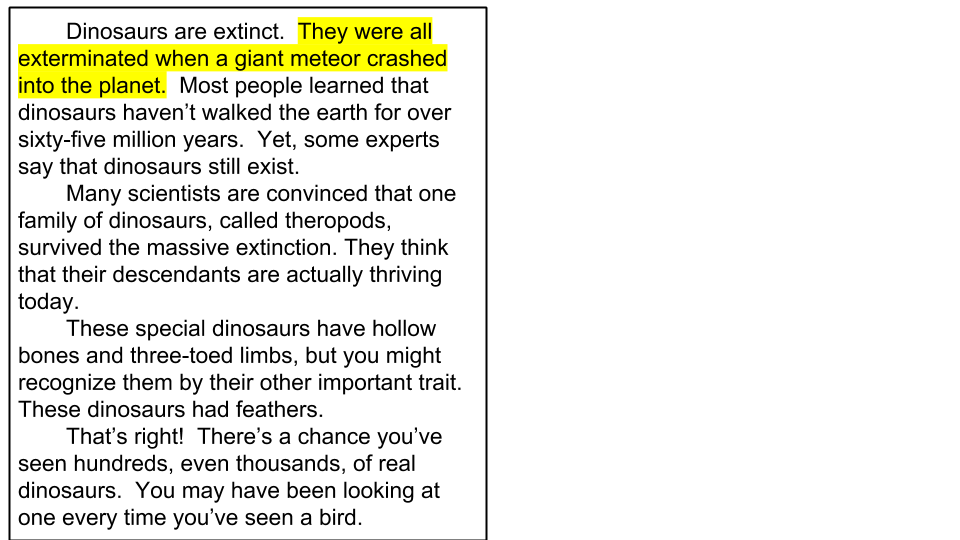 Dinosaurs are extinct.  They were all
exterminated when a giant meteor crashed
into the planet.  Most people learned that
dinosaurs haven’t walked the earth for over
sixty-five million years.  Yet, some experts
say that dinosaurs still exist.
Many scientists are convinced that one
family of dinosaurs, called theropods,
survived the massive extinction. They think
that their descendants are actually thriving
today.
These special dinosaurs have hollow
bones and three-toed limbs, but you might
recognize them by their other important trait.
These dinosaurs had feathers.
That’s right!  There’s a chance you’ve
seen hundreds, even thousands, of real
dinosaurs.  You may have been looking at
one every time you’ve seen a bird.